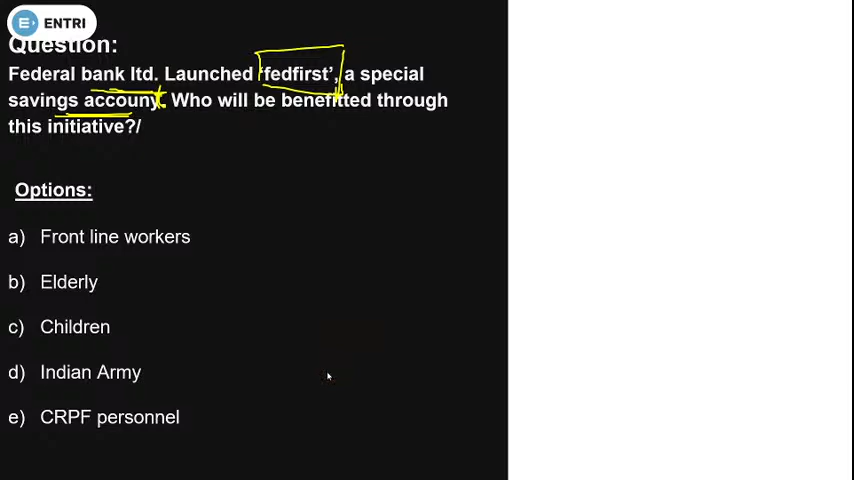 ENTRI
Question:
Federal bank ltd. Launched ‘fedfirst’, a special
savings accouny. Who will be benefitted through
this initiative?/
Options:
a) Front line workers
b) Elderly
c) Children
d) Indian Army
e) CRPF personnel